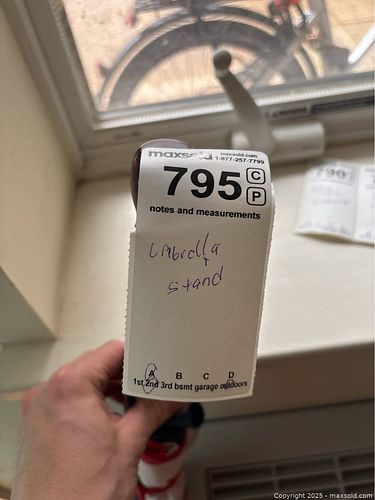 maxsold maxsold.com
1-877-257-7799
795 C
P
notes and measurements
Umbrella
stand
A B C D
1st 2nd 3rd bsmt garage outdoors
Copyright 2025 - maxsold.com